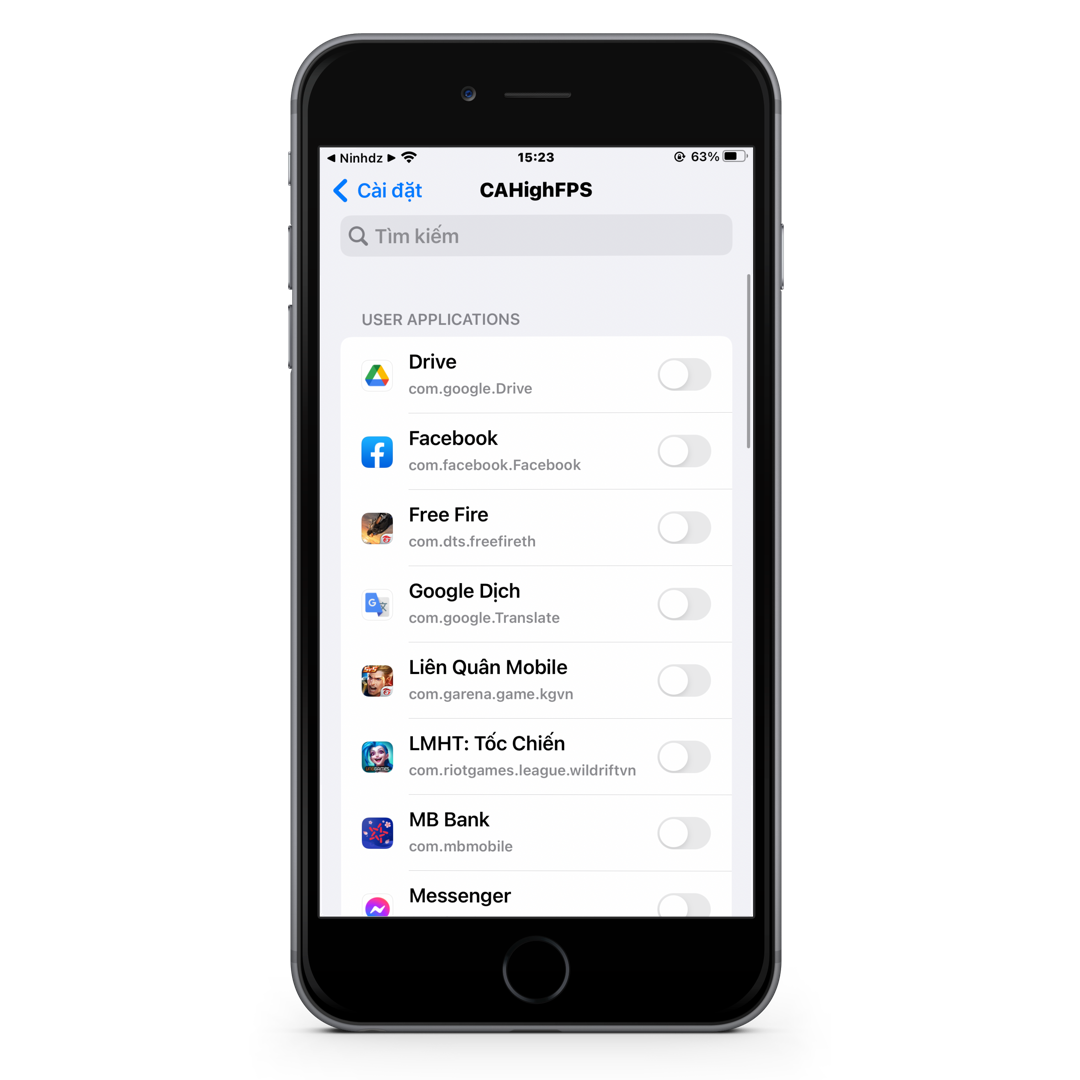 ◀ Ninhdz ▶ 15:23 63%
Cài đặt CAHighFPS
Tìm kiếm
USER APPLICATIONS
Drive
com.google.Drive
Facebook
com.facebook.Facebook
Free Fire
com.dts.freefireth
Google Dịch
com.google.Translate
Liên Quân Mobile
com.garena.game.kgvn
LMHT: Tốc Chiến
com.riotgames.league.wildriftvn
MB Bank
com.mbmobile
Messenger